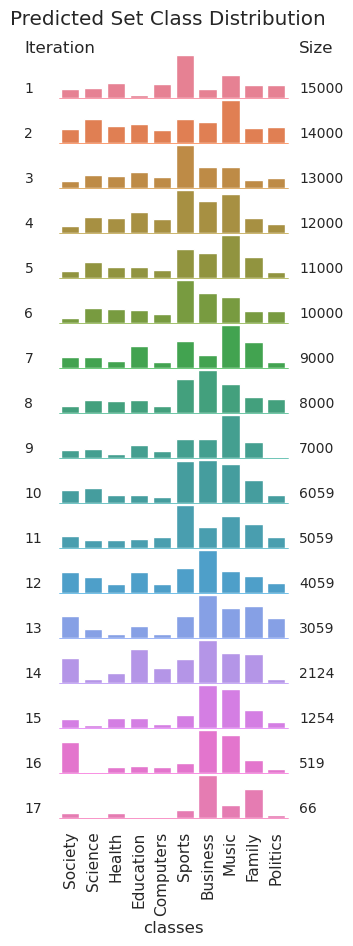 Predicted Set Class Distribution
Iteration Size
1 15000
2 14000
3 13000
4 12000
5 11000
6 10000
7 9000
8 8000
9 7000
10 6059
11 5059
12 4059
13 3059
14 2124
15 1254
16 519
17 66
Society
Science
Health
Education
Computers
Sports
Business
Music
Family
Politics
classes